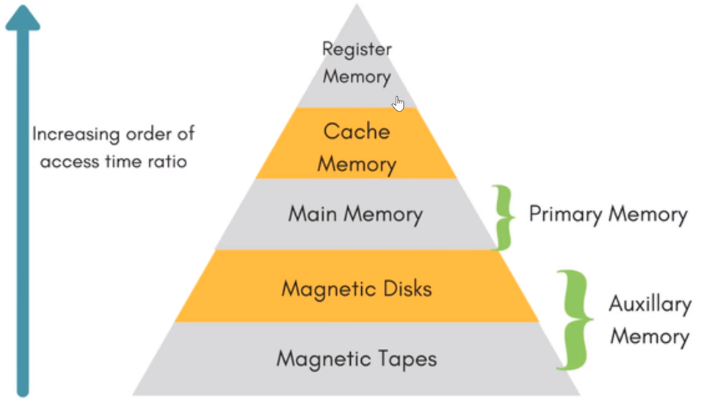 Register
Memory
Increasing order of
access time ratio
Cache
Memory
Main Memory
Primary Memory
Magnetic Disks
Auxillary
Memory
Magnetic Tapes